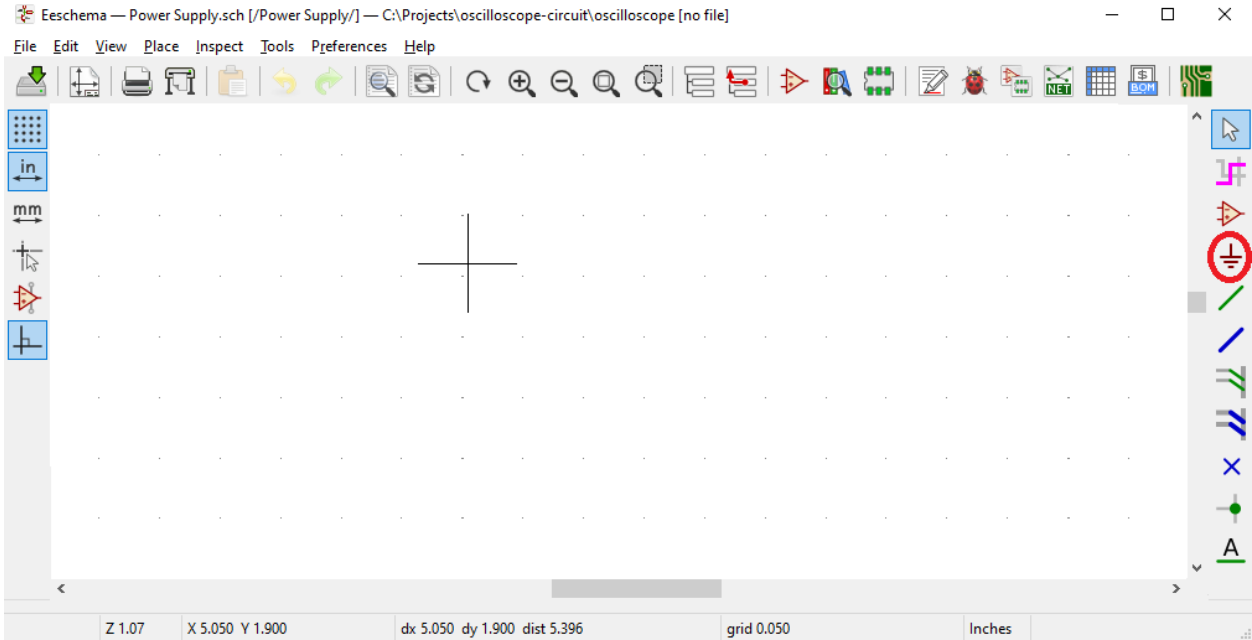 Eeschema — Power Supply.sch [/Power Supply/] — C:\Projects\oscilloscope-circuit\oscilloscope [no file]
File Edit View Place Inspect Tools Preferences Help
NET $ BOM
in
mm
A
Z 1.07 X 5.050 Y 1.900 dx 5.050 dy 1.900 dist 5.396 grid 0.050 Inches